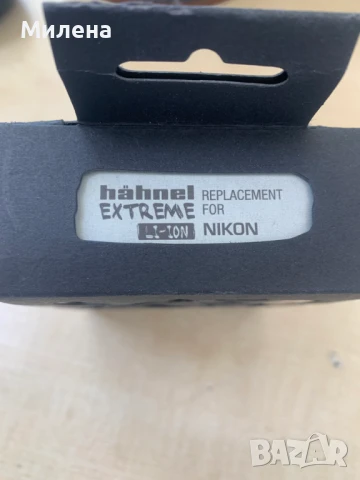 Милена
hähnel
EXTREME
LI-ION
REPLACEMENT
FOR
NIKON
BAZAR